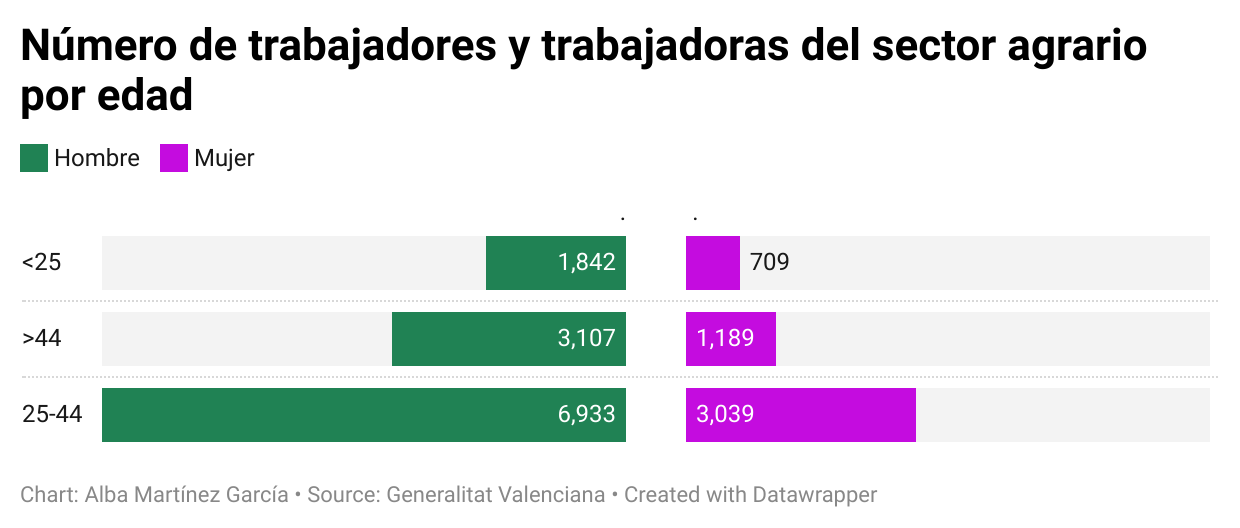 Número de trabajadores y trabajadoras del sector agrario
por edad
Hombre Mujer
. .
<25 1,842 709
>44 3,107 1,189
25-44 6,933 3,039
Chart: Alba Martínez García • Source: Generalitat Valenciana • Created with Datawrapper